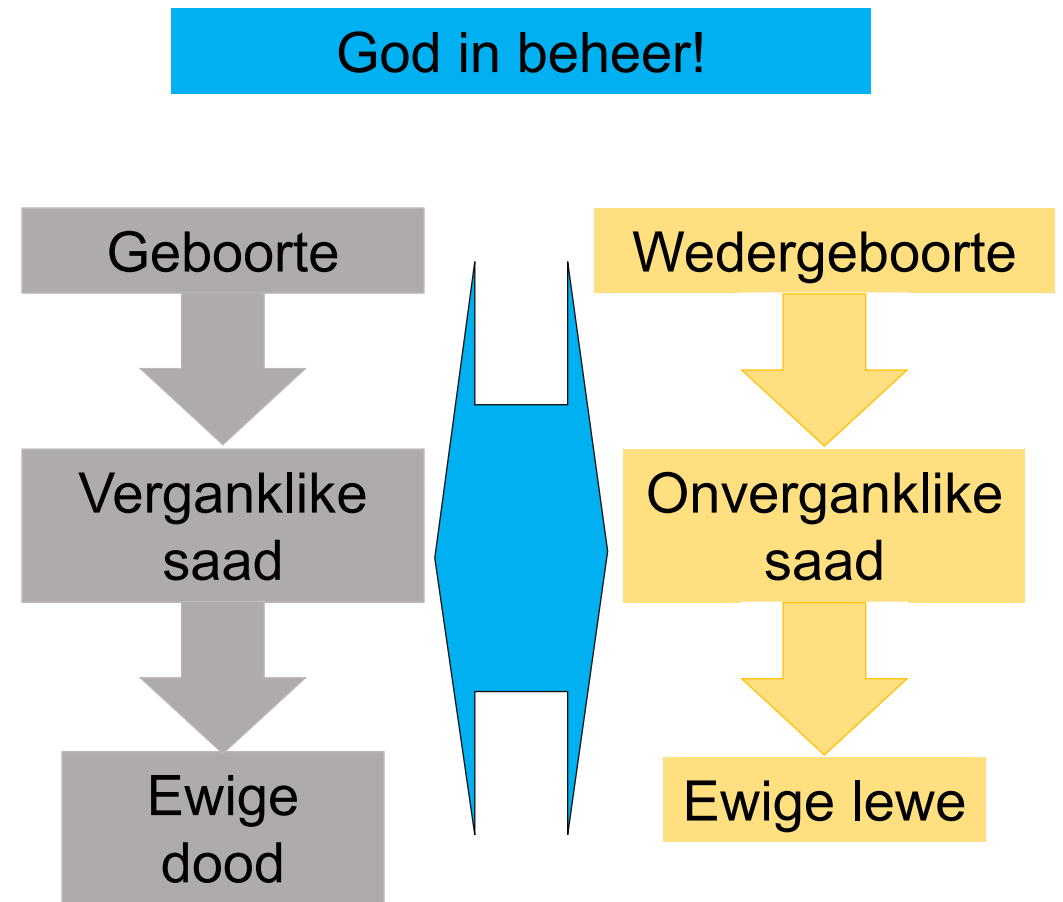 God in beheer!
Geboorte
Verganklike
saad
Ewige
dood
Wedergeboorte
Onverganklike
saad
Ewige lewe